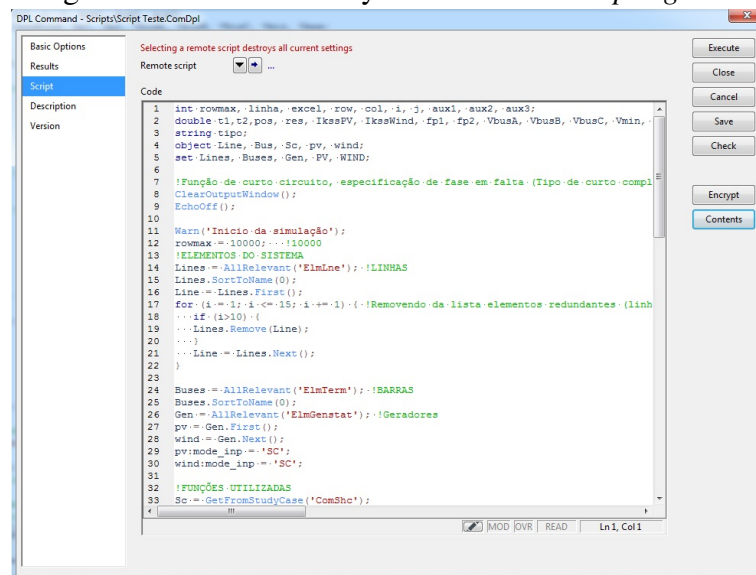 DPL Command - Scripts\Script Teste.ComDpl
Basic Options
Results
Script
Description
Version
Selecting a remote script destroys all current settings
Remote script ...
Code
1 int rowmax, linha, excel, row, col, i, j, aux1, aux2, aux3;
2 double t1,t2,pos, res, IkssPV, IkssWind, fp1, fp2, VbusA, VbusB, VbusC, Vmin,
3 string tipo;
4 object Line, Bus, Sc, pv, wind;
5 set Lines, Buses, Gen, PV, WIND;
6
7 !Função de curto circuito, especificação de fase em falta (Tipo de curto compl
8 ClearOutputWindow();
9 EchoOff();
10
11 Warn('Inicio da simulação');
12 rowmax = 10000; !10000
13 !ELEMENTOS DO SISTEMA
14 Lines = AllRelevant('ElmLne'); !LINHAS
15 Lines.SortToName(0);
16 Line = Lines.First();
17 for (i = 1; i <= 15; i += 1) { !Removendo da lista elementos redundantes (linh
18 if (i>10) {
19 Lines.Remove(Line);
20 }
21 Line = Lines.Next();
22 }
23
24 Buses = AllRelevant('ElmTerm'); !BARRAS
25 Buses.SortToName(0);
26 Gen = AllRelevant('ElmGenstat'); !Geradores
27 pv = Gen.First();
28 wind = Gen.Next();
29 pv:mode_inp = 'SC';
30 wind:mode_inp = 'SC';
31
32 !FUNÇÕES UTILIZADAS
33 Sc = GetFromStudyCase('ComShc');
MOD OVR READ Ln 1, Col 1
Execute
Close
Cancel
Save
Check
Encrypt
Contents